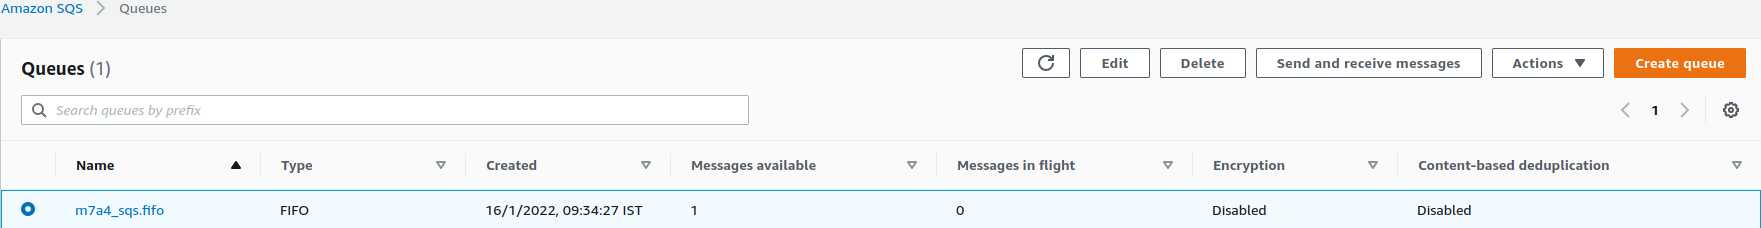 Amazon SQS > Queues
Queues (1)
Edit
Delete
Send and receive messages
Actions
Create queue
Search queues by prefix
1
Name Type Created Messages available Messages in flight Encryption Content-based deduplication
m7a4_sqs.fifo FIFO 16/1/2022, 09:34:27 IST 1 0 Disabled Disabled